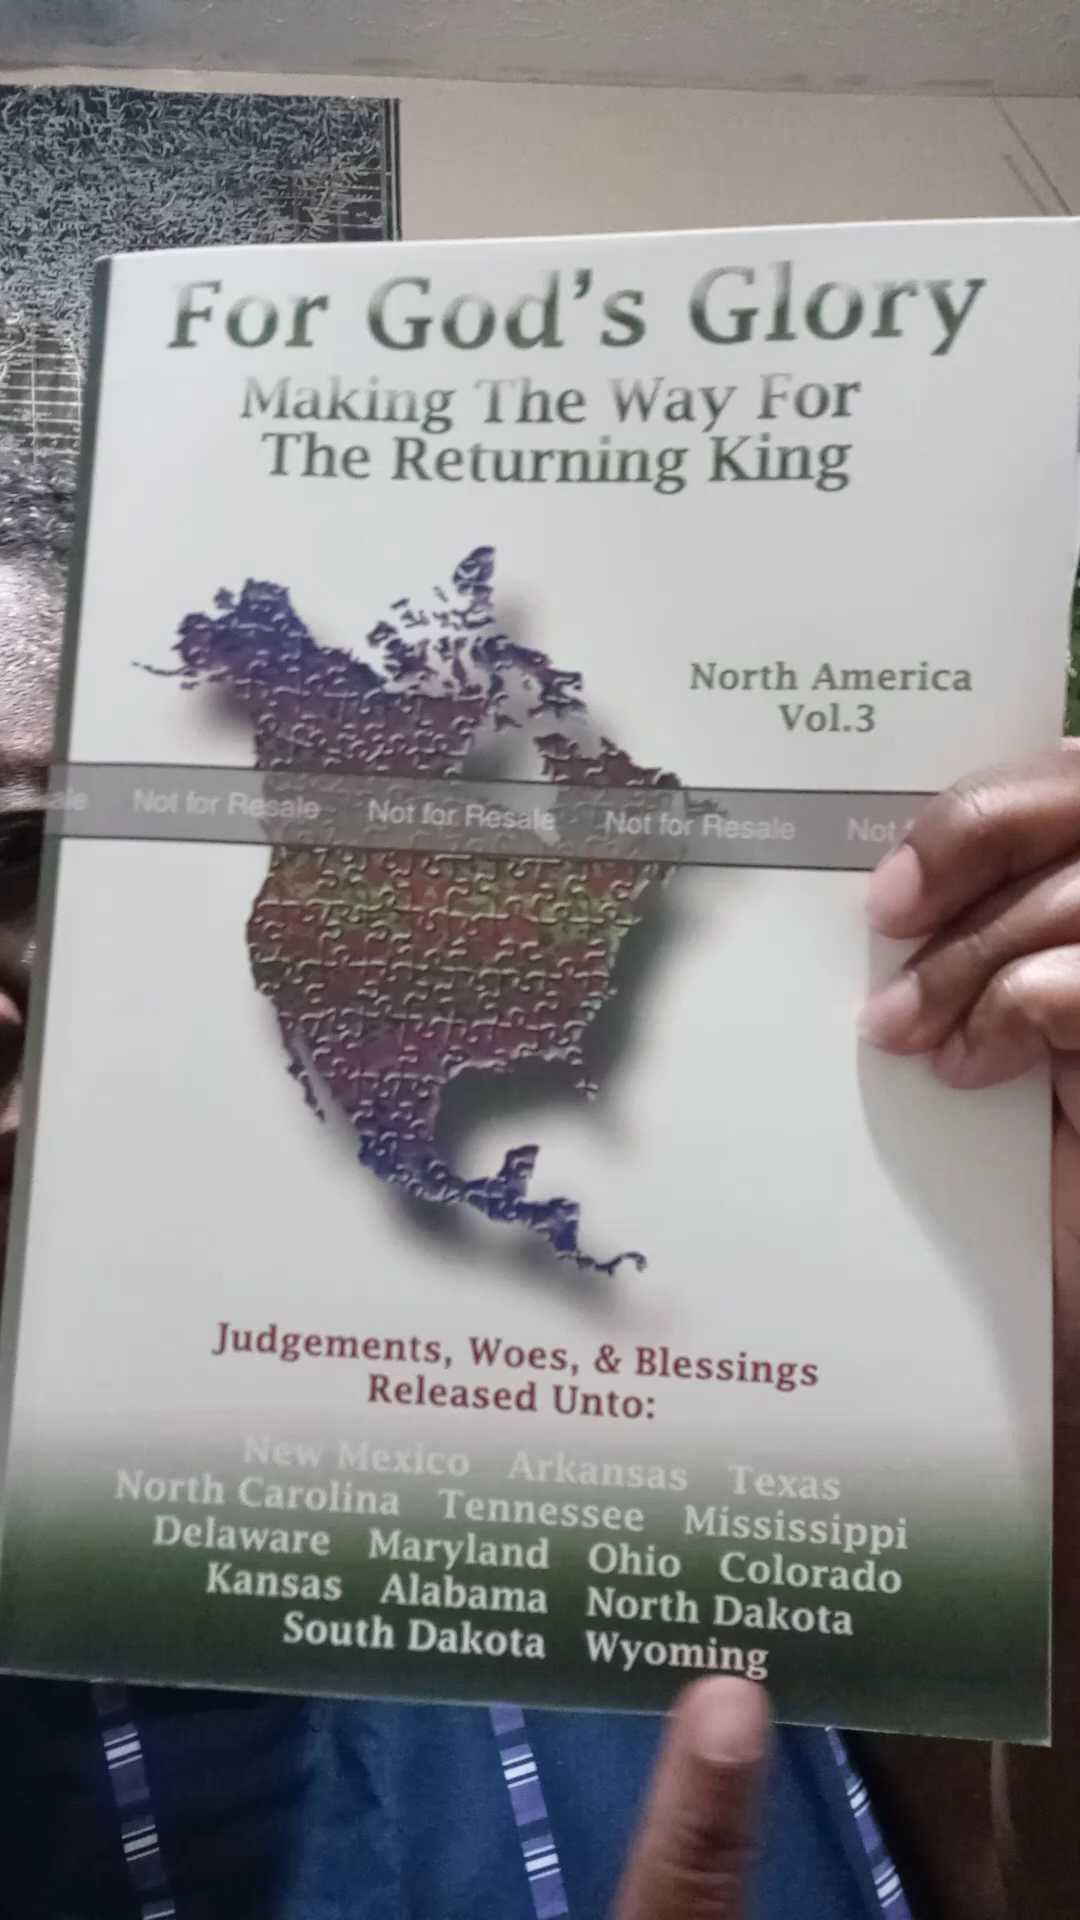 For God's Glory
Making The Way For
The Returning King
North America
Vol.3
Not for Resale Not for Resale Not for Resale Not
Judgements, Woes, & Blessings
Released Unto:
New Mexico Arkansas Texas
North Carolina Tennessee Mississippi
Delaware Maryland Ohio Colorado
Kansas Alabama North Dakota
South Dakota Wyoming